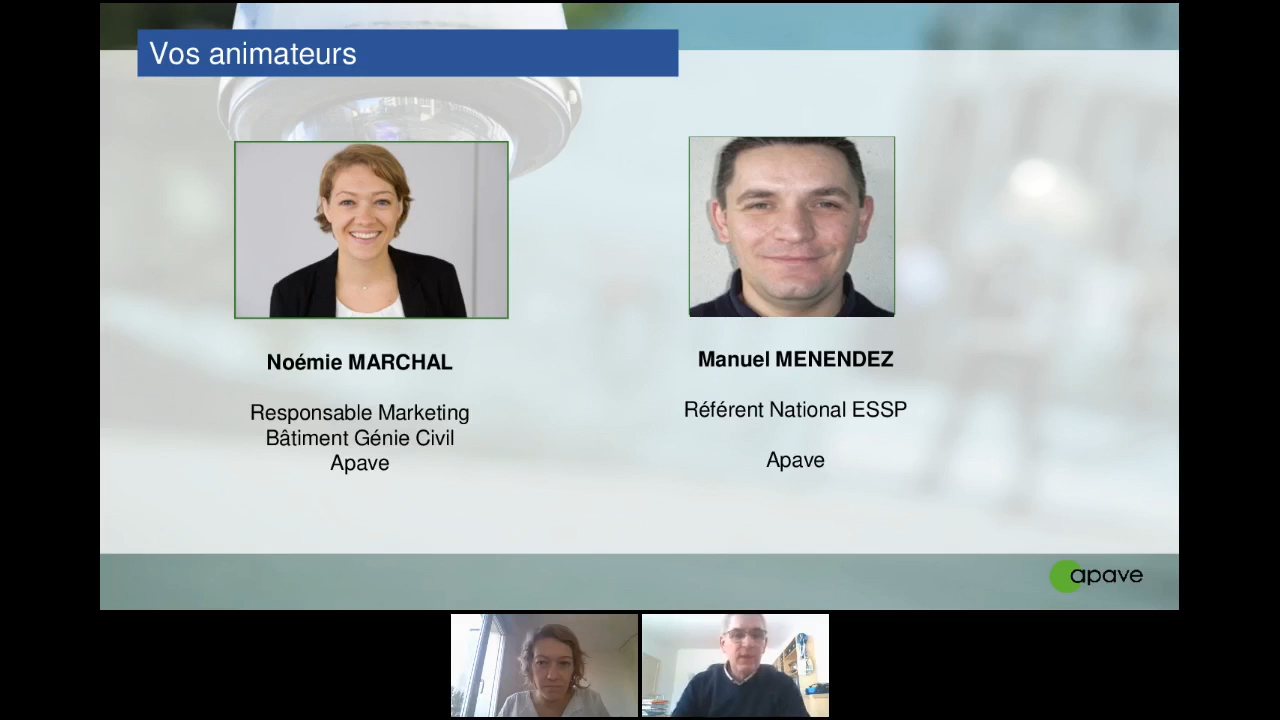 Vos animateurs
Noémie MARCHAL
Responsable Marketing
Bâtiment Génie Civil
Apave
Manuel MENENDEZ
Référent National ESSP
Apave
apave